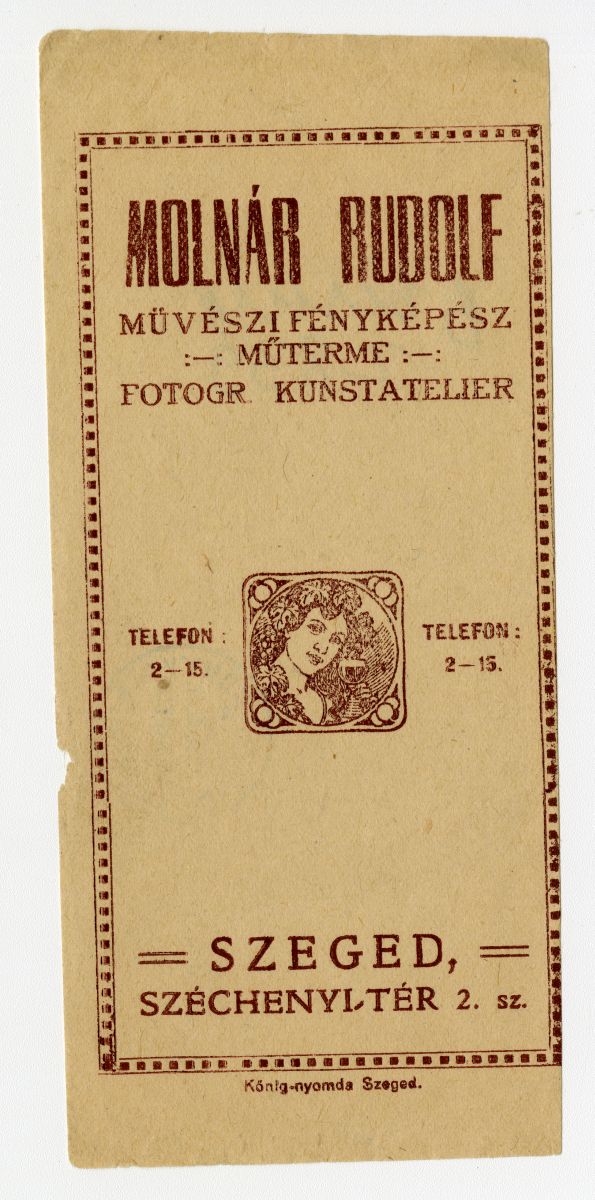 MOLNÁR RUDOLF
MÜVÉSZI FÉNYKÉPÉSZ
:—: MŰTERME :—:
FOTOGR. KUNSTATELIER
TELEFON :
2—15.
TELEFON :
2—15.
SZEGED,
SZÉCHENYI-TÉR 2. sz.
König-nyomda Szeged.